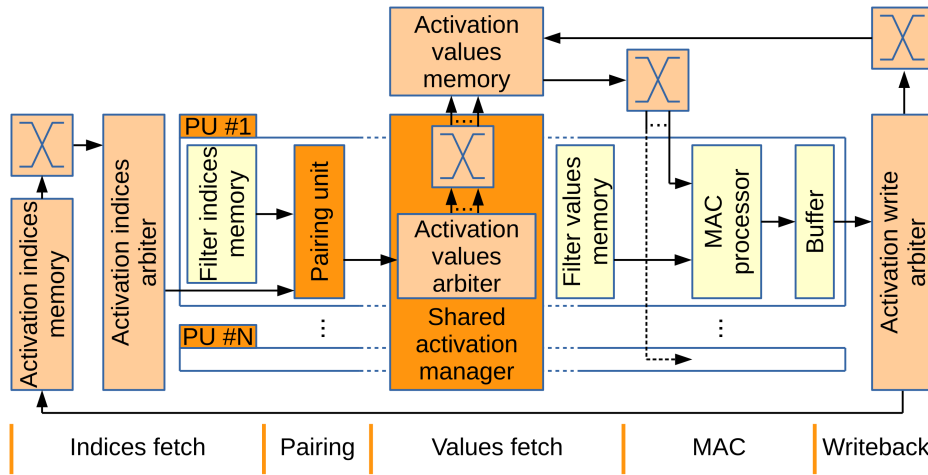 Activation
values
memory
PU #1
Activation indices
memory
Activation indices
arbiter
Filter indices
memory
Pairing unit
...
...
Activation
values
arbiter
Shared
activation
manager
Filter values
memory
...
MAC
processor
Buffer
Activation write
arbiter
...
...
PU #N
Indices fetch
Pairing
Values fetch
MAC
Writeback